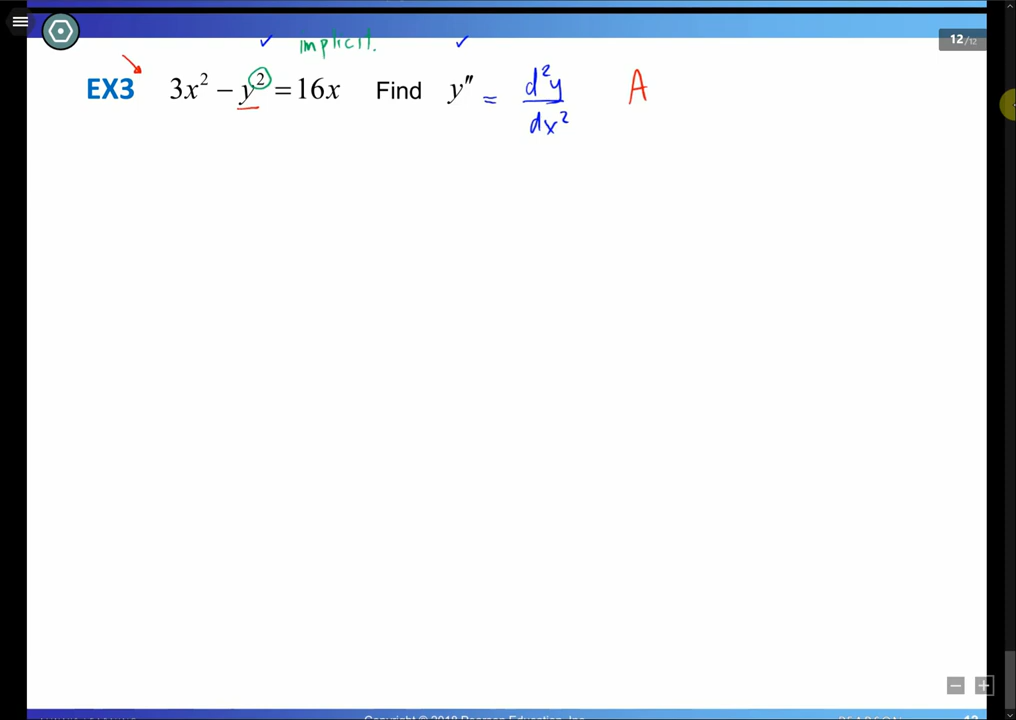 implicit.
12/12
EX3 3x² − y² = 16x Find y″ = d²y/dx² A